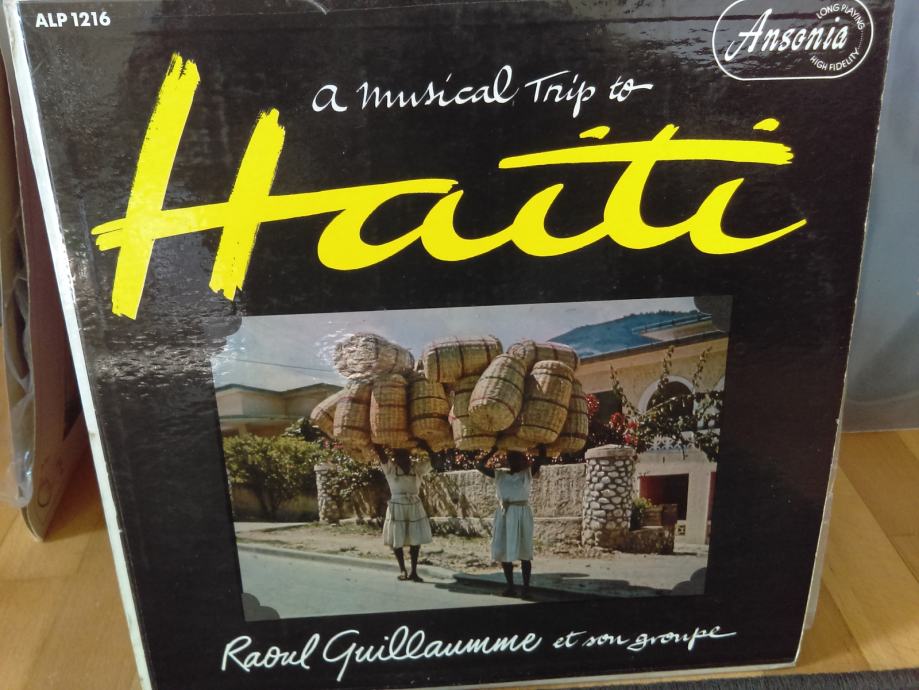 ALP 1216
Ansonia
LONG PLAYING
HIGH FIDELITY
a musical Trip to
Haiti
Raoul Guillaumme et son groupe